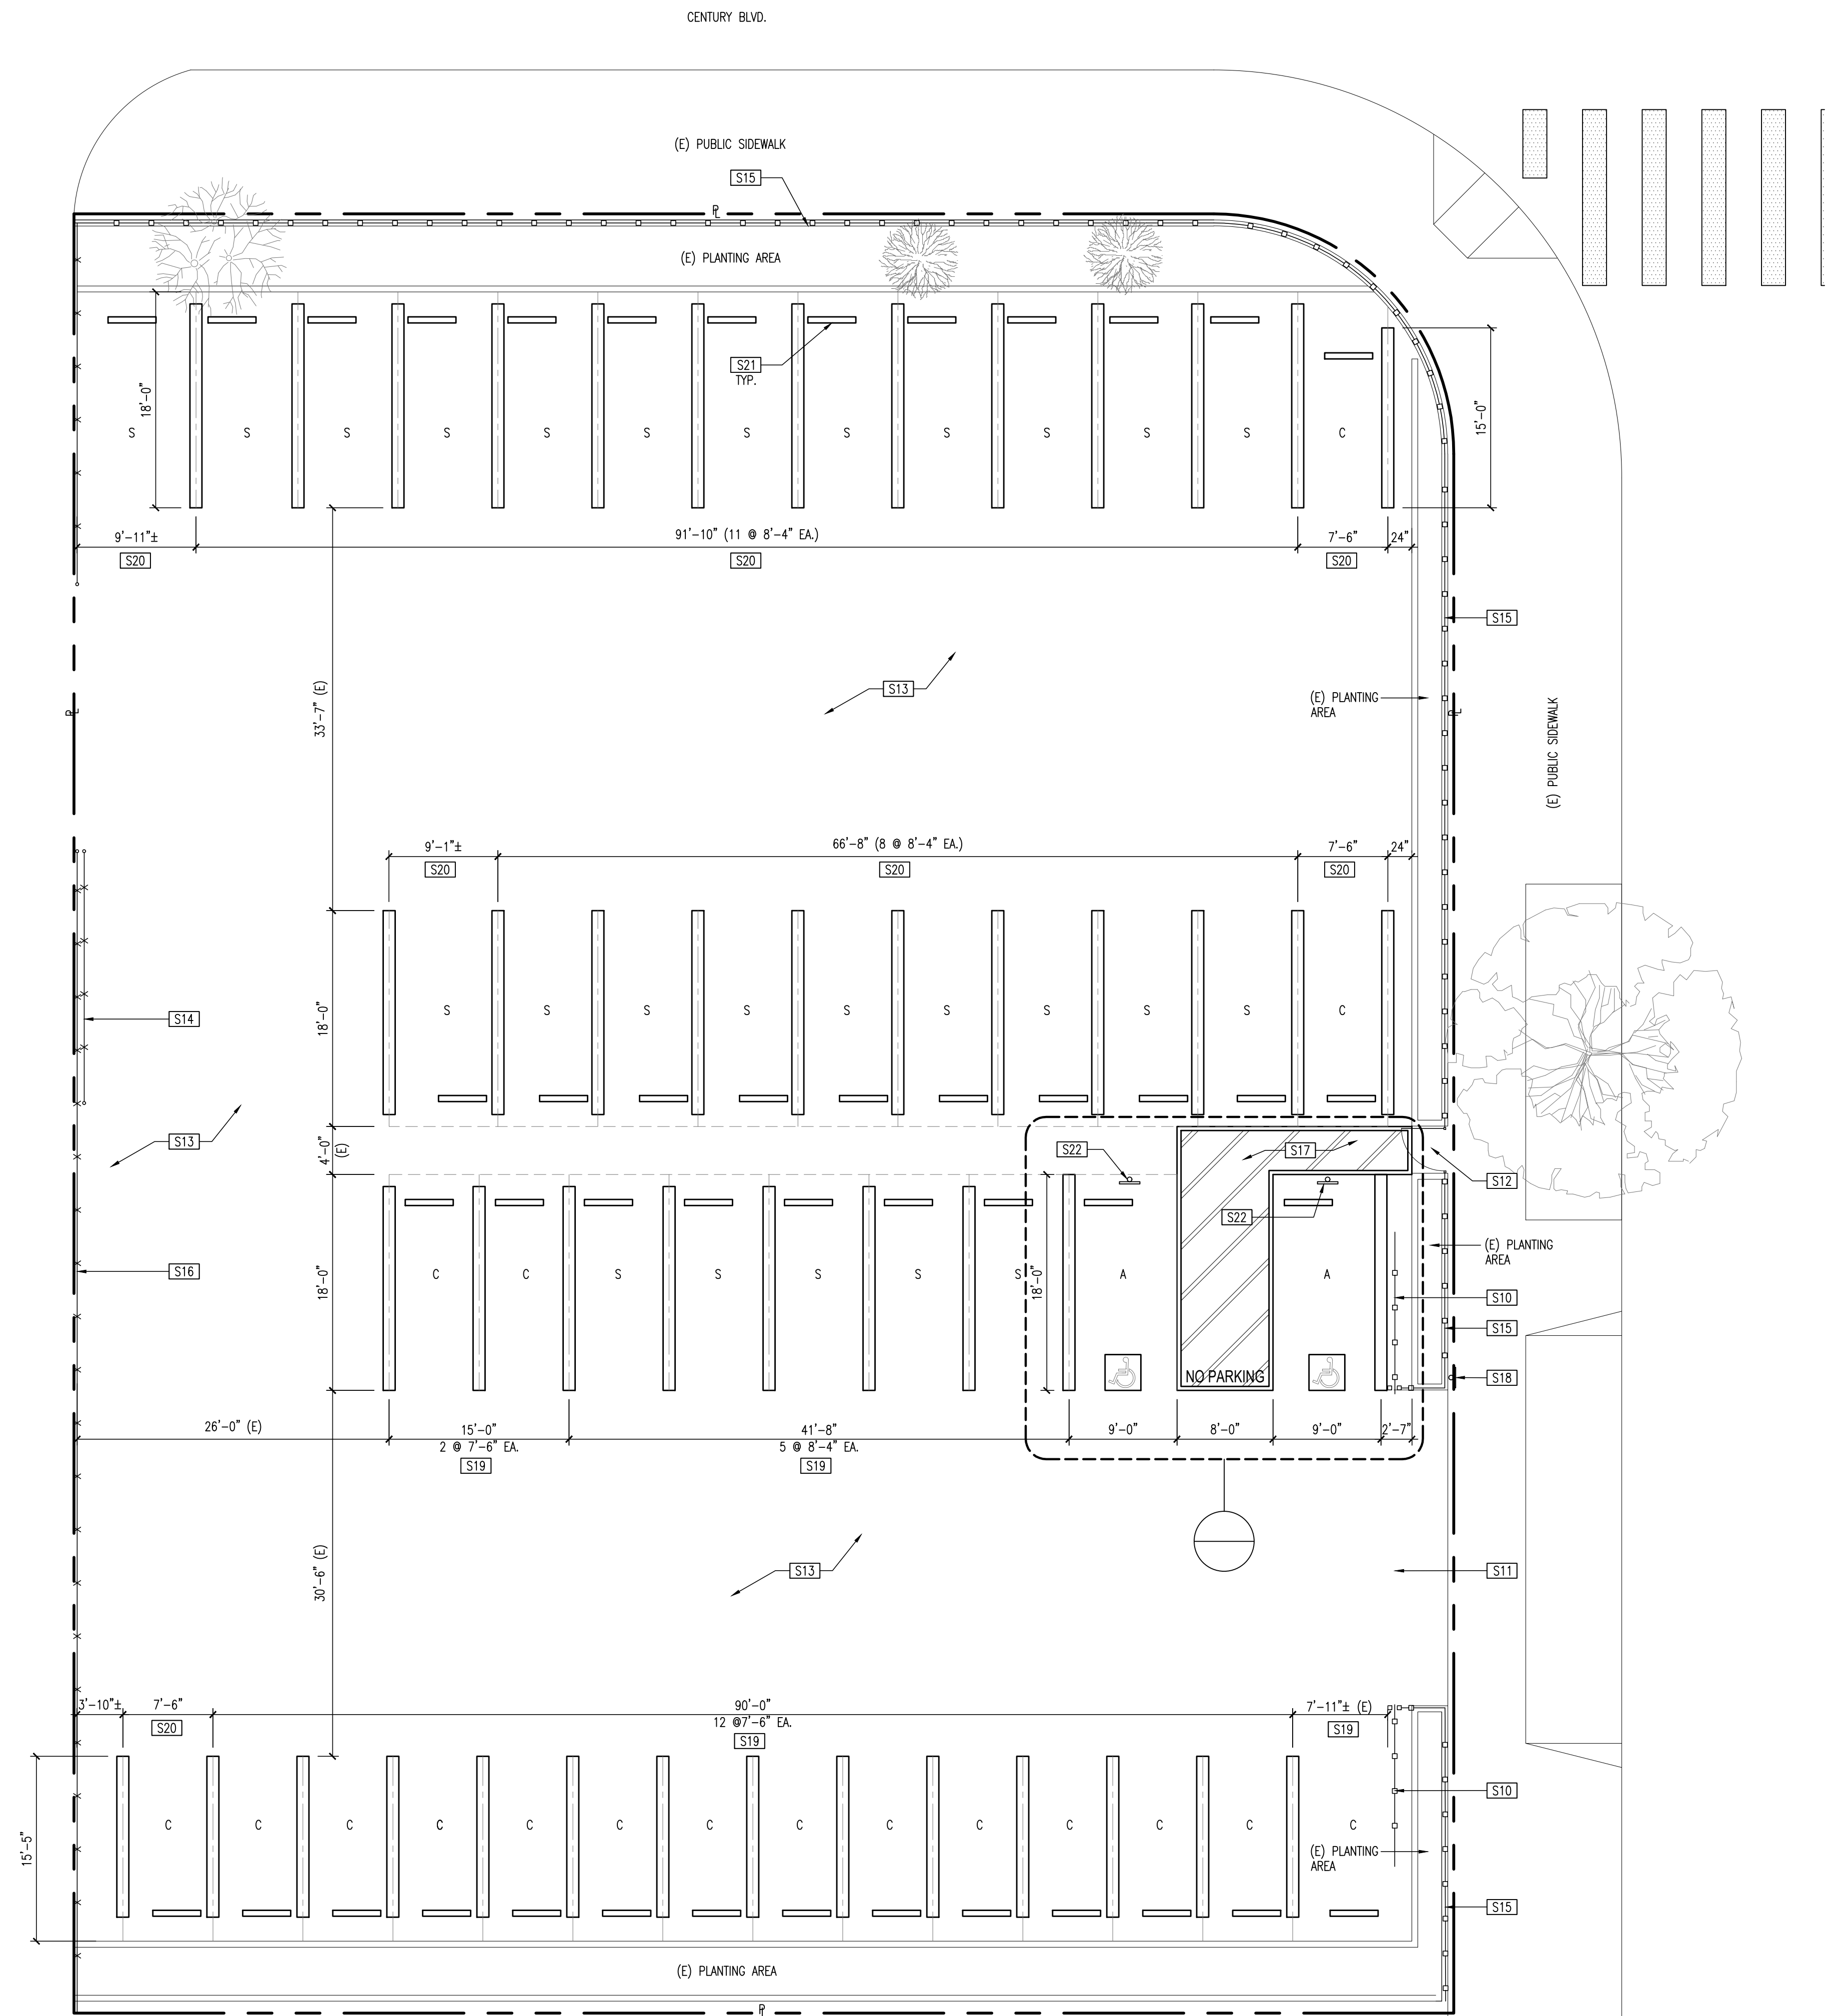 CENTURY BLVD.
(E) PUBLIC SIDEWALK
S15
PL
(E) PLANTING AREA
S21
TYP.
18'-0"
15'-0"
S S S S S S S S S S S S C
9'-11"±
S20
91'-10" (11 @ 8'-4" EA.)
S20
7'-6"
S20
24"
S15
33'-7" (E)
S13
(E) PLANTING
AREA
PL
PL
(E) PUBLIC SIDEWALK
9'-1"±
S20
66'-8" (8 @ 8'-4" EA.)
S20
7'-6"
S20
24"
18'-0"
S S S S S S S S S C
S14
S13
4'-0"
(E)
S22
S17
S12
S22
(E) PLANTING
AREA
S16
18'-0"
C C S S S S S
18'-0"
A A
S10
S15
NO PARKING
S18
26'-0" (E)
15'-0"
2 @ 7'-6" EA.
S19
41'-8"
5 @ 8'-4" EA.
S19
9'-0"
8'-0"
9'-0"
2'-7"
30'-6" (E)
S13
S11
3'-10"±
7'-6"
S20
90'-0"
12 @7'-6" EA.
S19
7'-11"± (E)
S19
S10
15'-5"
C C C C C C C C C C C C C C
(E) PLANTING
AREA
S15
(E) PLANTING AREA
PL